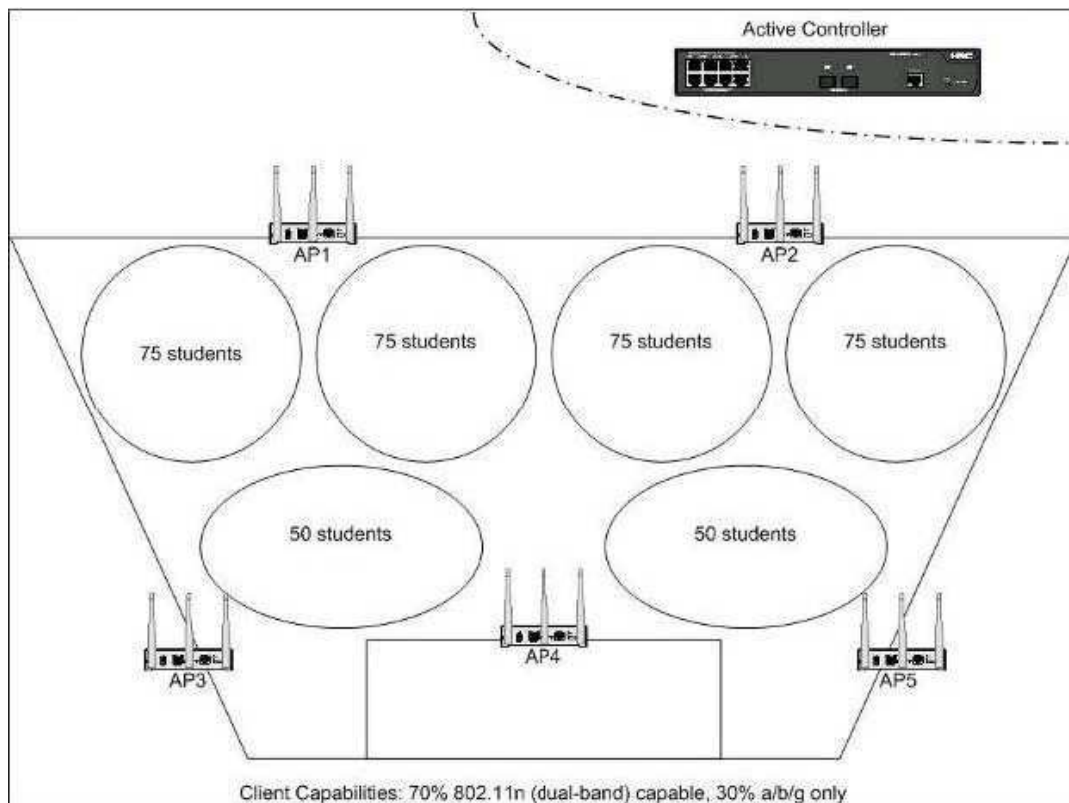 Active Controller
H3C
AP1
AP2
75 students
75 students
75 students
75 students
50 students
50 students
AP4
AP3
AP5
Client Capabilities: 70% 802.11n (dual-band) capable, 30% a/b/g only